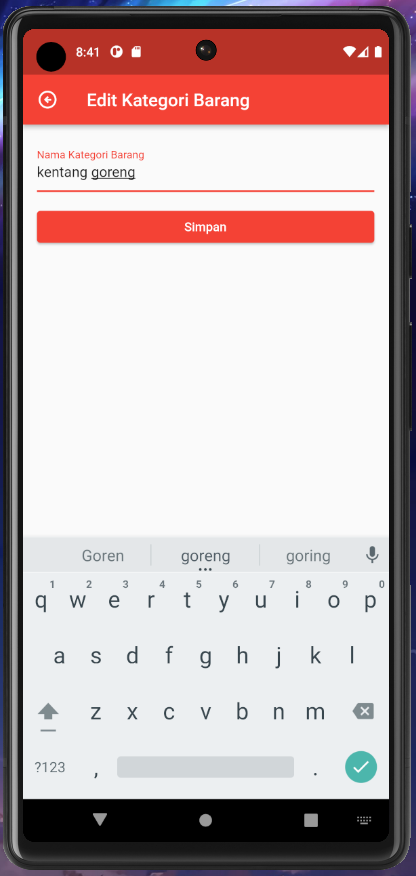 8:41
Edit Kategori Barang
Nama Kategori Barang
kentang goreng
Simpan
Goren goreng goring
1 2 3 4 5 6 7 8 9 0
q w e r t y u i o p
a s d f g h j k l
z x c v b n m
?123 , .